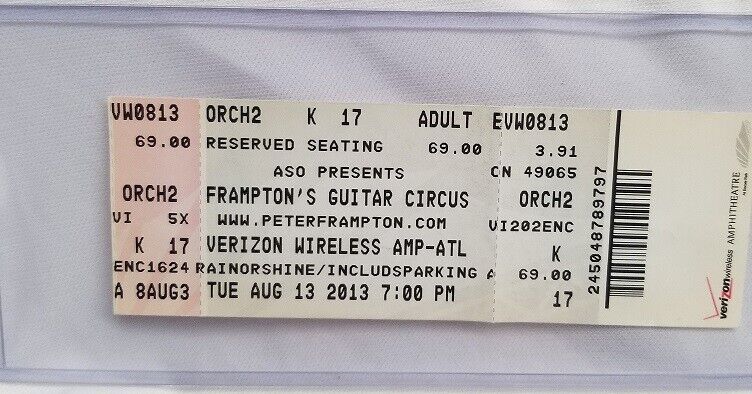 VW0813 ORCH2 K 17 ADULT EVW0813
69.00 RESERVED SEATING 69.00 3.91
ASO PRESENTS CN 49065
ORCH2 FRAMPTON'S GUITAR CIRCUS ORCH2
VI 5X WWW.PETERFRAMPTON.COM VI202ENC
K 17 VERIZON WIRELESS AMP-ATL K
ENC1624 RAINORSHINE/INCLUDSPARKING A 69.00
A 8AUG3 TUE AUG 13 2013 7:00 PM 17
245048789797
verizonwireless AMPHITHEATRE